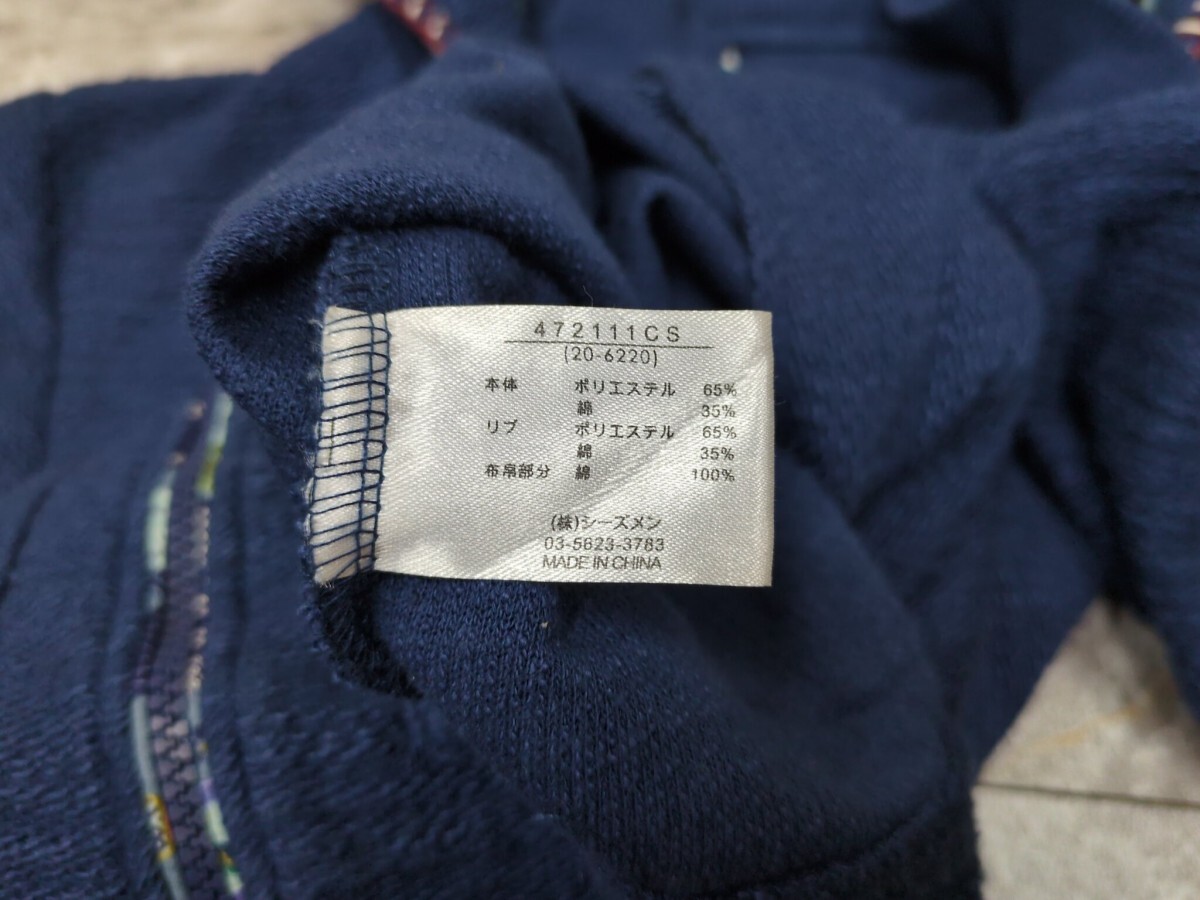 472111CS
(20-6220)
本体 ポリエステル 65%
綿 35%
リブ ポリエステル 65%
綿 35%
布帛部分 綿 100%
(株)シーズメン
03-5623-3783
MADE IN CHINA